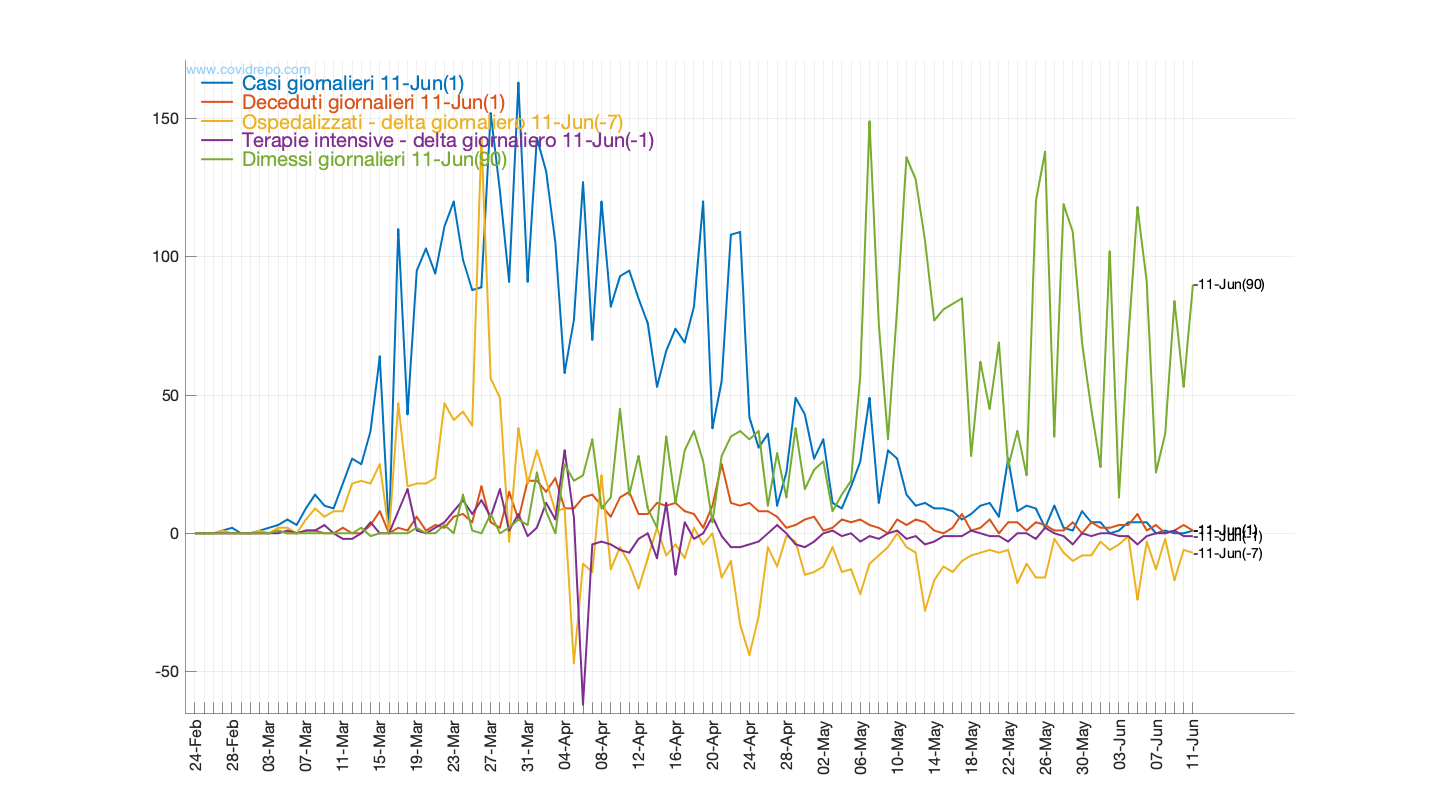 www.covidrepo.com
Casi giornalieri 11-Jun(1)
Deceduti giornalieri 11-Jun(1)
Ospedalizzati - delta giornaliero 11-Jun(-7)
Terapie intensive - delta giornaliero 11-Jun(-1)
Dimessi giornalieri 11-Jun(90)
150
100
50
0
-50
-11-Jun(90)
-11-Jun(1)
-11-Jun(-1)
-11-Jun(-7)
24-Feb
28-Feb
03-Mar
07-Mar
11-Mar
15-Mar
19-Mar
23-Mar
27-Mar
31-Mar
04-Apr
08-Apr
12-Apr
16-Apr
20-Apr
24-Apr
28-Apr
02-May
06-May
10-May
14-May
18-May
22-May
26-May
30-May
03-Jun
07-Jun
11-Jun